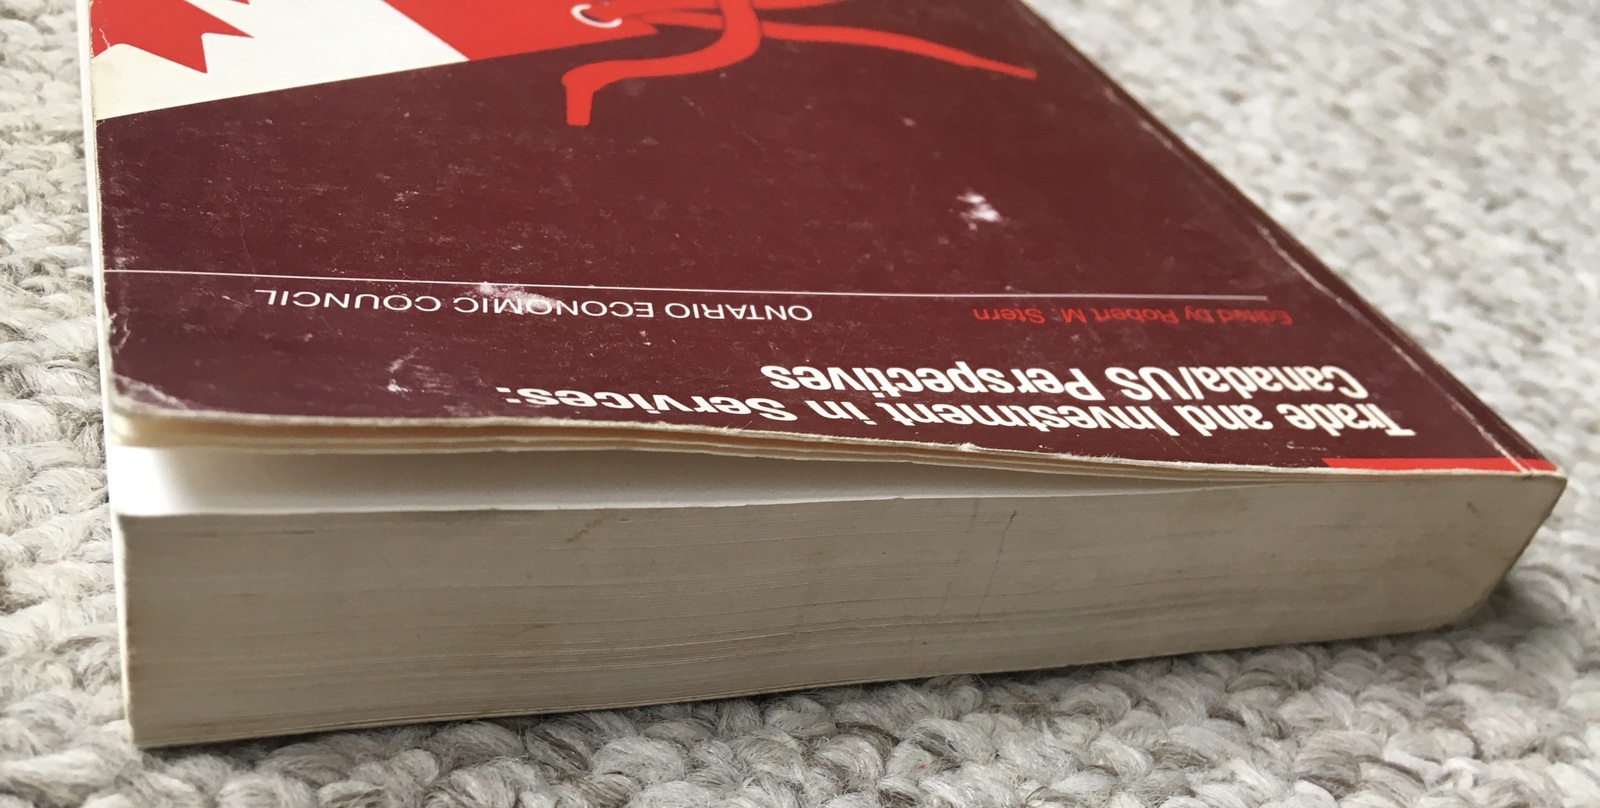 Trade and Investment in Services:
Canada/US Perspectives
Edited by Robert M. Stern
ONTARIO ECONOMIC COUNCIL